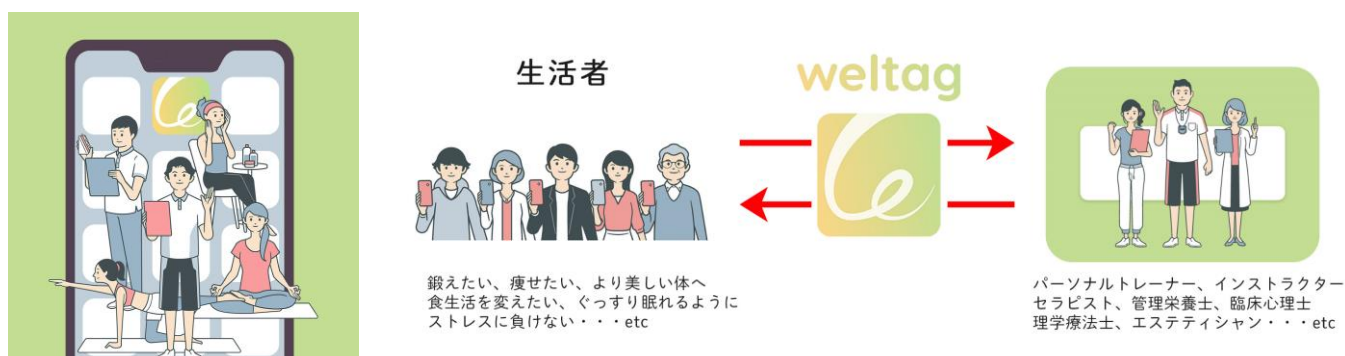 生活者
鍛えたい、痩せたい、より美しい体へ
食生活を変えたい、ぐっすり眠れるように
ストレスに負けない・・・etc
weltag
パーソナルトレーナー、インストラクター
セラピスト、管理栄養士、臨床心理士
理学療法士、エステティシャン・・・etc